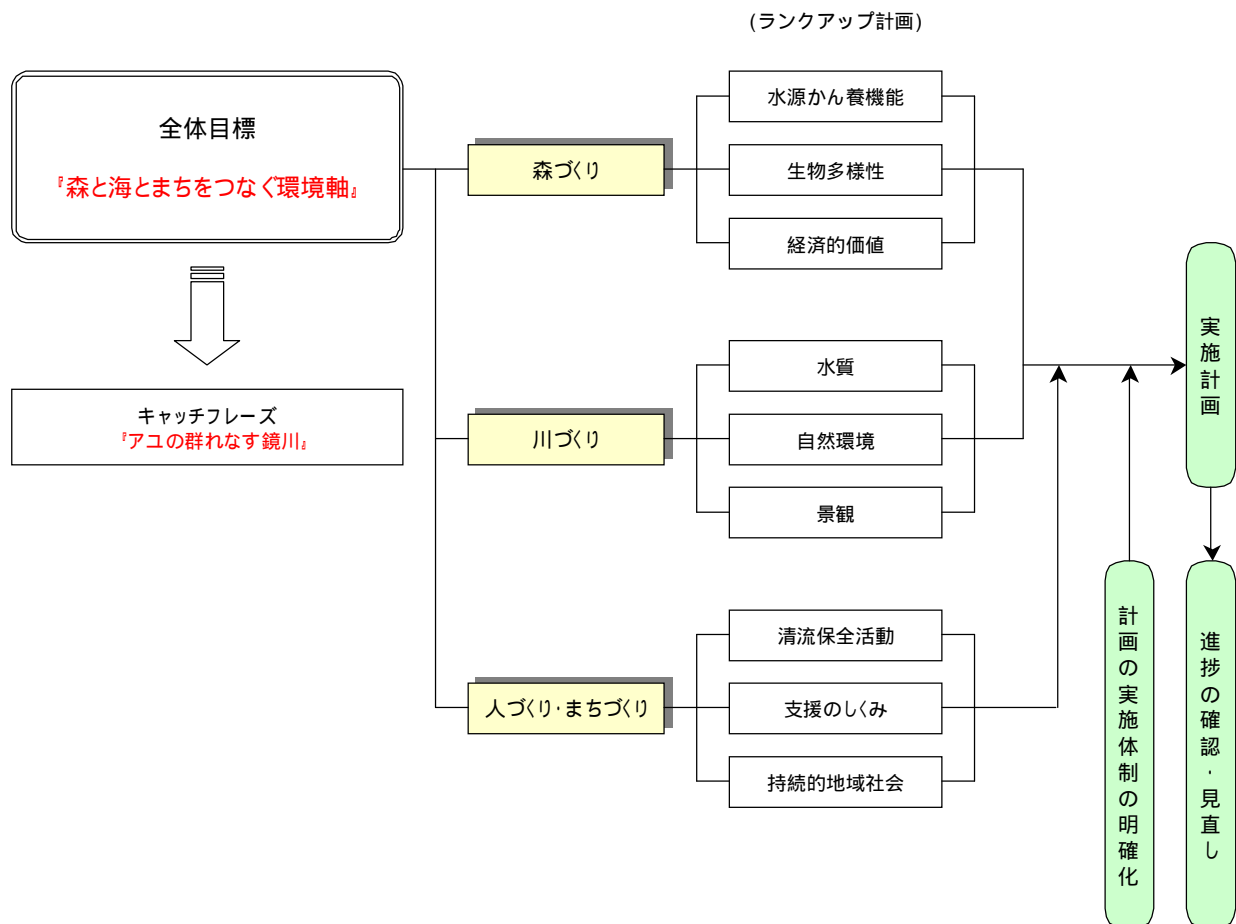 (ランクアップ計画)
全体目標
『森と海とまちをつなぐ環境軸』
キャッチフレーズ
『アユの群れなす鏡川』
森づくり
水源かん養機能
生物多様性
経済的価値
川づくり
水質
自然環境
景観
人づくり・まちづくり
清流保全活動
支援のしくみ
持続的地域社会
実施計画
計画の実施体制の明確化
進捗の確認・見直し